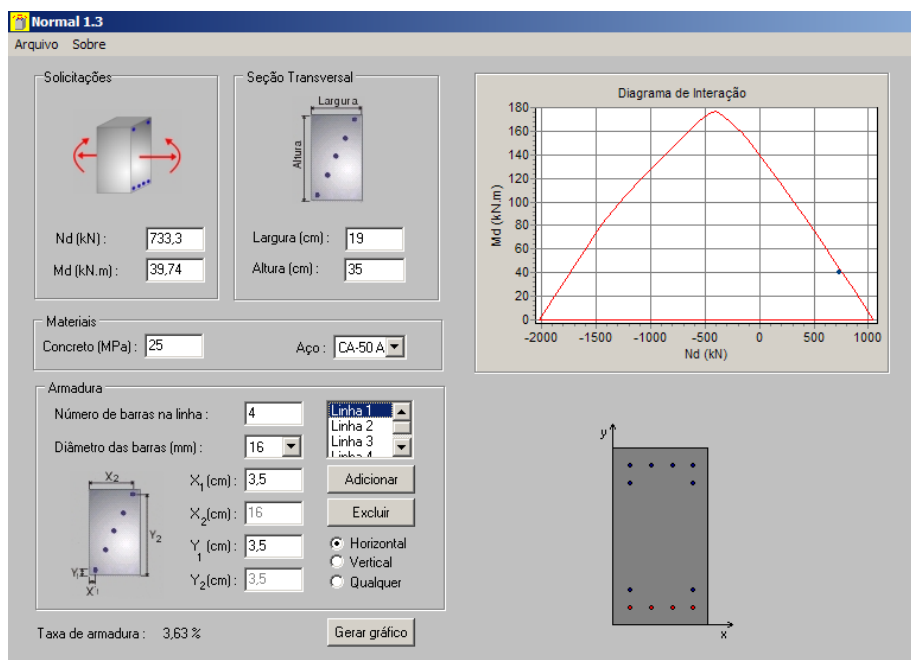 Normal 1.3
Arquivo Sobre
Solicitações
Nd (kN) : 733,3
Md (kN.m) : 39,74
Seção Transversal
Largura
Altura
Largura (cm) : 19
Altura (cm) : 35
Materiais
Concreto (MPa) : 25 Aço : CA-50 A
Armadura
Número de barras na linha : 4
Diâmetro das barras (mm) : 16
Linha 1
Linha 2
Linha 3
Linha 4
X2
Y2
Y1
X1
X1(cm) : 3,5
X2(cm) : 16
Y1 (cm) : 3,5
Y2(cm) : 3,5
Adicionar
Excluir
Horizontal
Vertical
Qualquer
Taxa de armadura : 3,63 %
Gerar gráfico
Diagrama de Interação
Md (kN.m)
180
160
140
120
100
80
60
40
20
0
-2000 -1500 -1000 -500 0 500 1000
Nd (kN)
y
x